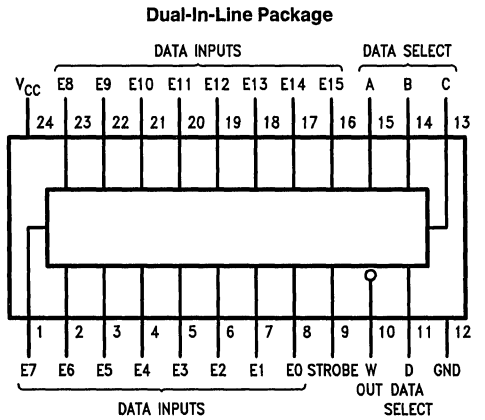 Dual-In-Line Package
DATA INPUTS DATA SELECT
VCC E8 E9 E10 E11 E12 E13 E14 E15 A B C
24 23 22 21 20 19 18 17 16 15 14 13
1 2 3 4 5 6 7 8 9 10 11 12
E7 E6 E5 E4 E3 E2 E1 E0 STROBE W D GND
OUT DATA
DATA INPUTS SELECT